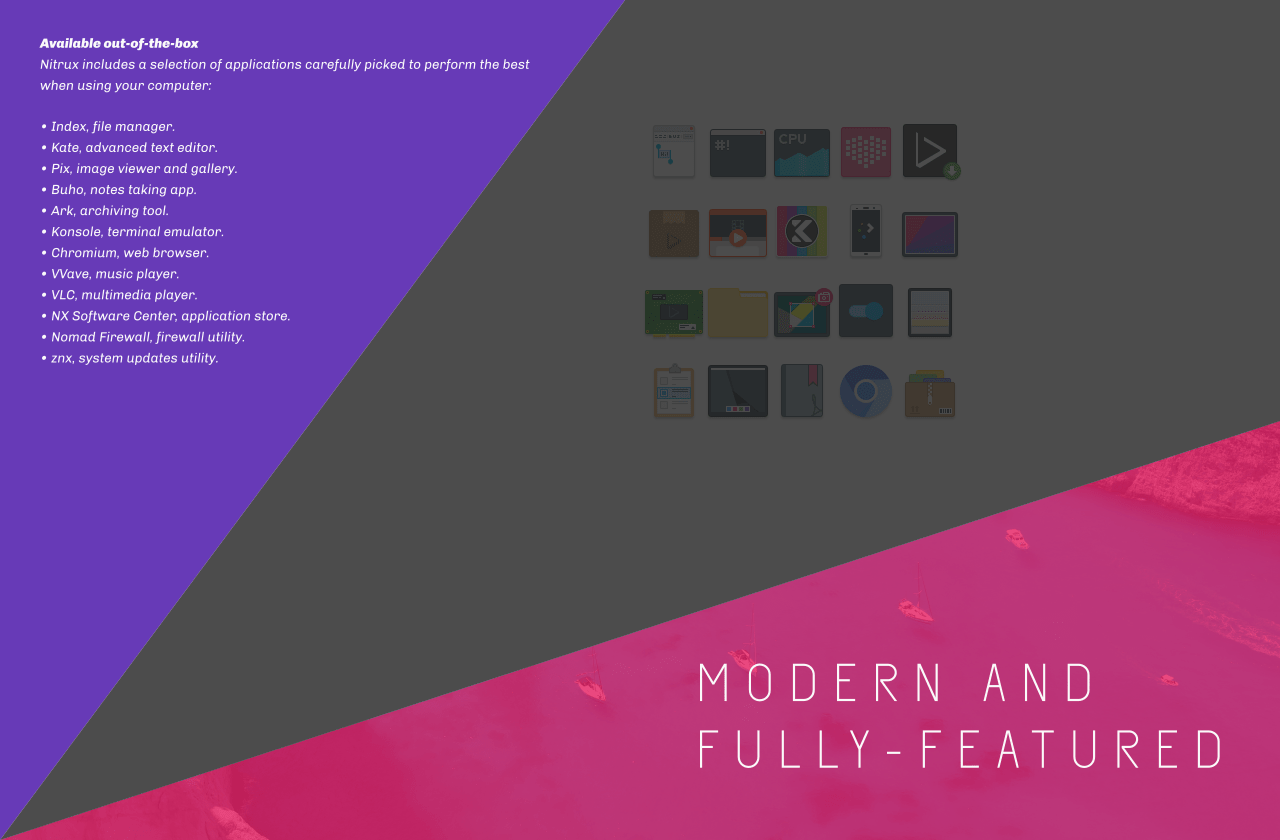 Available out-of-the-box
Nitrux includes a selection of applications carefully picked to perform the best
when using your computer:
• Index, file manager.
• Kate, advanced text editor.
• Pix, image viewer and gallery.
• Buho, notes taking app.
• Ark, archiving tool.
• Konsole, terminal emulator.
• Chromium, web browser.
• VVave, music player.
• VLC, multimedia player.
• NX Software Center, application store.
• Nomad Firewall, firewall utility.
• znx, system updates utility.
#!
CPU
MODERN AND
FULLY-FEATURED